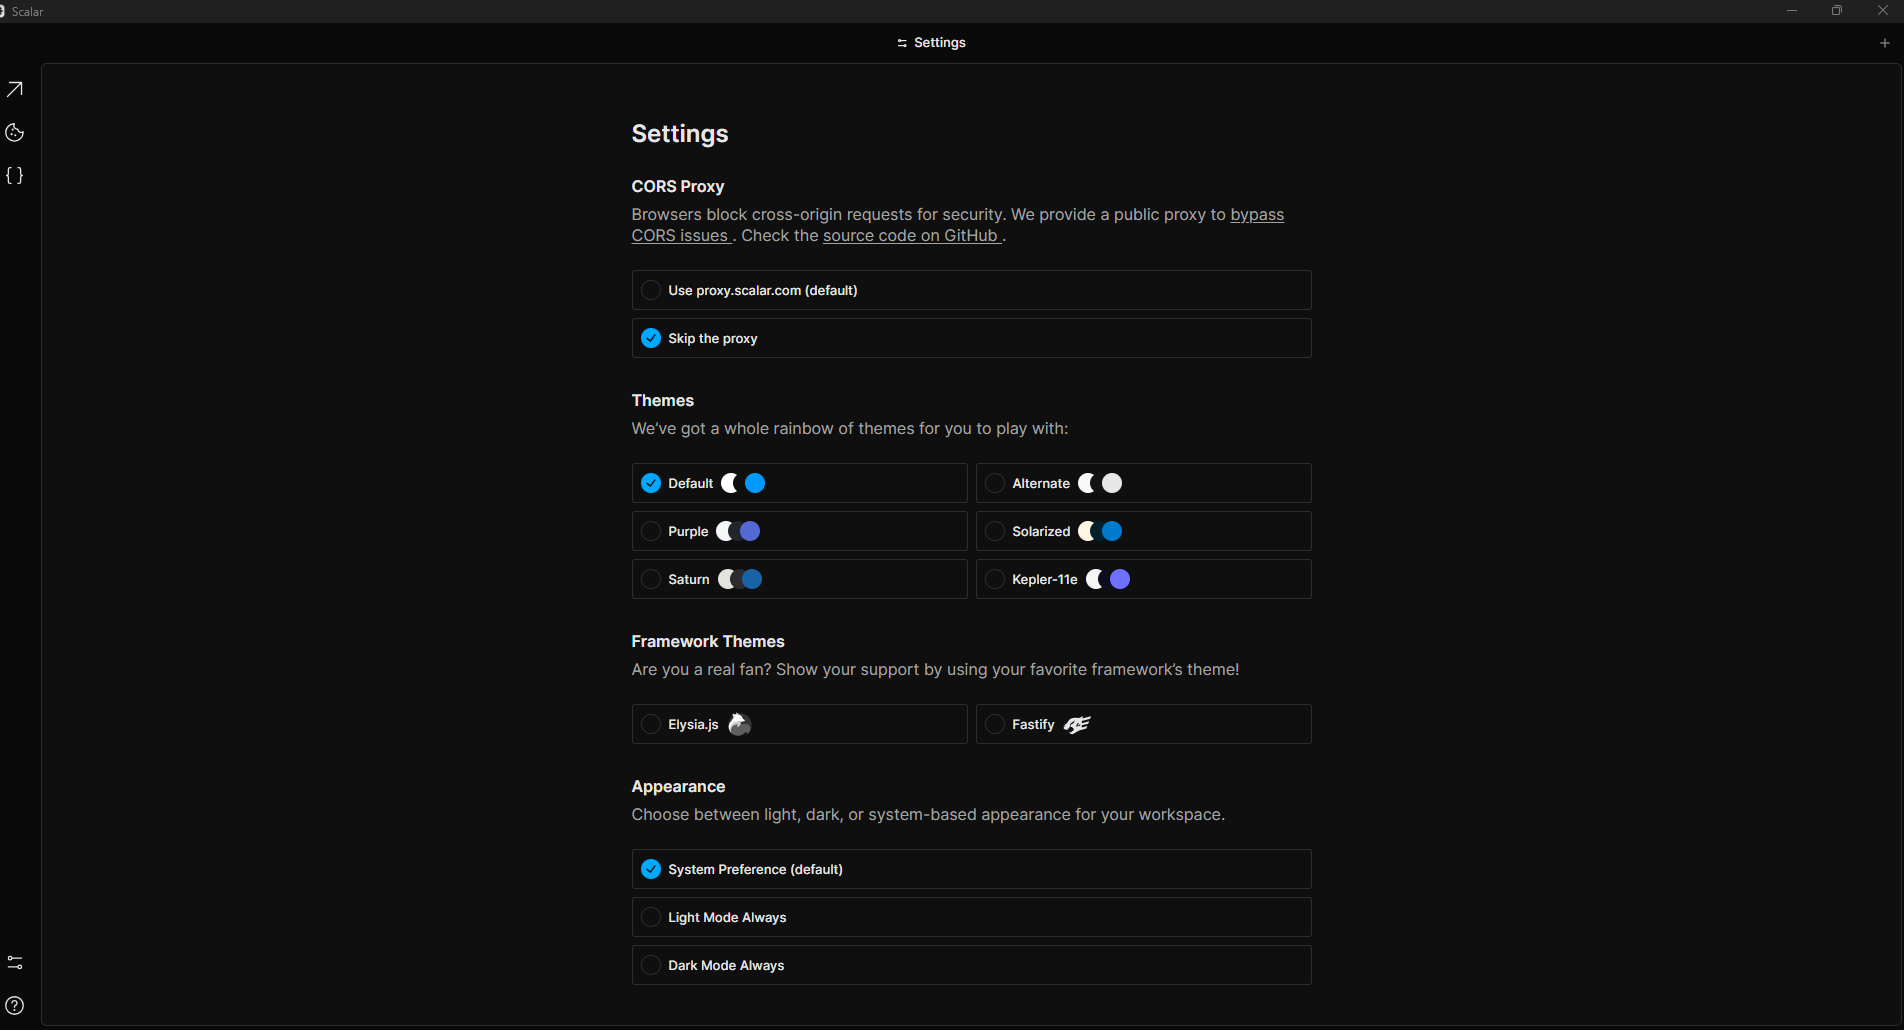 Scalar
Settings
Settings
CORS Proxy
Browsers block cross-origin requests for security. We provide a public proxy to bypass
CORS issues . Check the source code on GitHub .
Use proxy.scalar.com (default)
Skip the proxy
Themes
We've got a whole rainbow of themes for you to play with:
Default
Alternate
Purple
Solarized
Saturn
Kepler-11e
Framework Themes
Are you a real fan? Show your support by using your favorite framework's theme!
Elysia.js
Fastify
Appearance
Choose between light, dark, or system-based appearance for your workspace.
System Preference (default)
Light Mode Always
Dark Mode Always